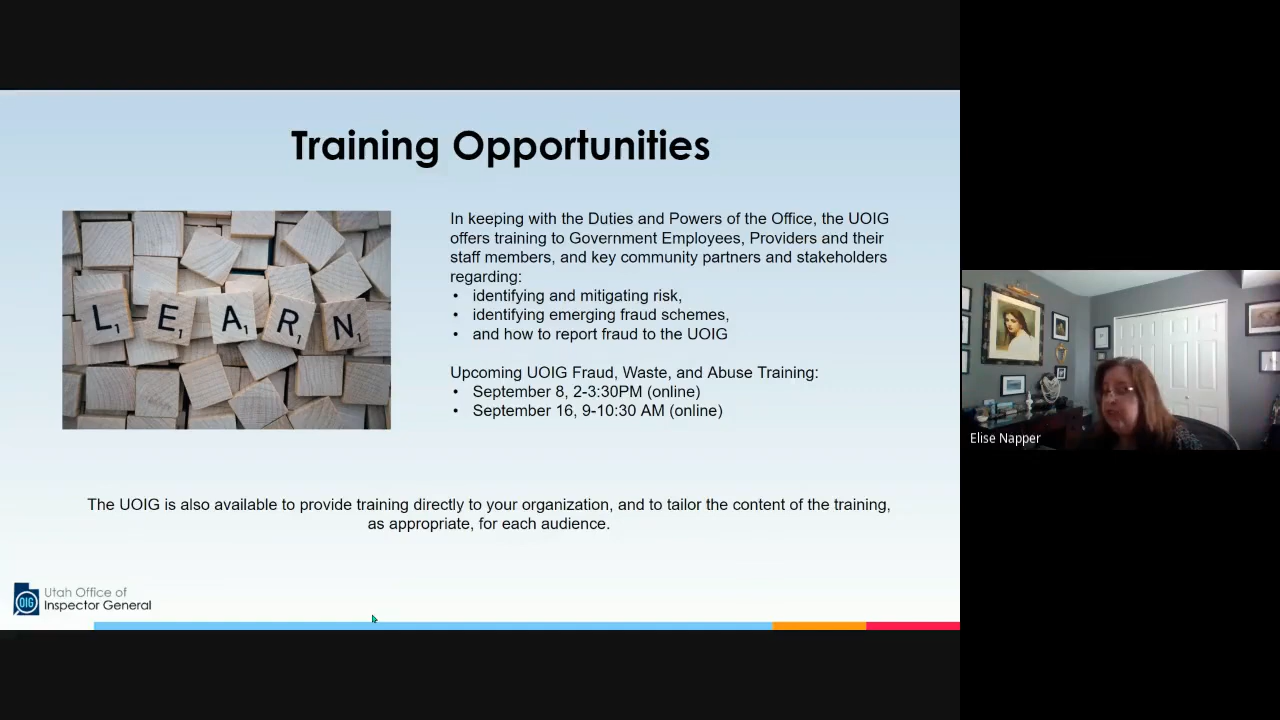 Training Opportunities
L1 E1 A1 R1 N1
In keeping with the Duties and Powers of the Office, the UOIG
offers training to Government Employees, Providers and their
staff members, and key community partners and stakeholders
regarding:
• identifying and mitigating risk,
• identifying emerging fraud schemes,
• and how to report fraud to the UOIG
Upcoming UOIG Fraud, Waste, and Abuse Training:
• September 8, 2-3:30PM (online)
• September 16, 9-10:30 AM (online)
The UOIG is also available to provide training directly to your organization, and to tailor the content of the training,
as appropriate, for each audience.
OIG
Utah Office of
Inspector General
Elise Napper